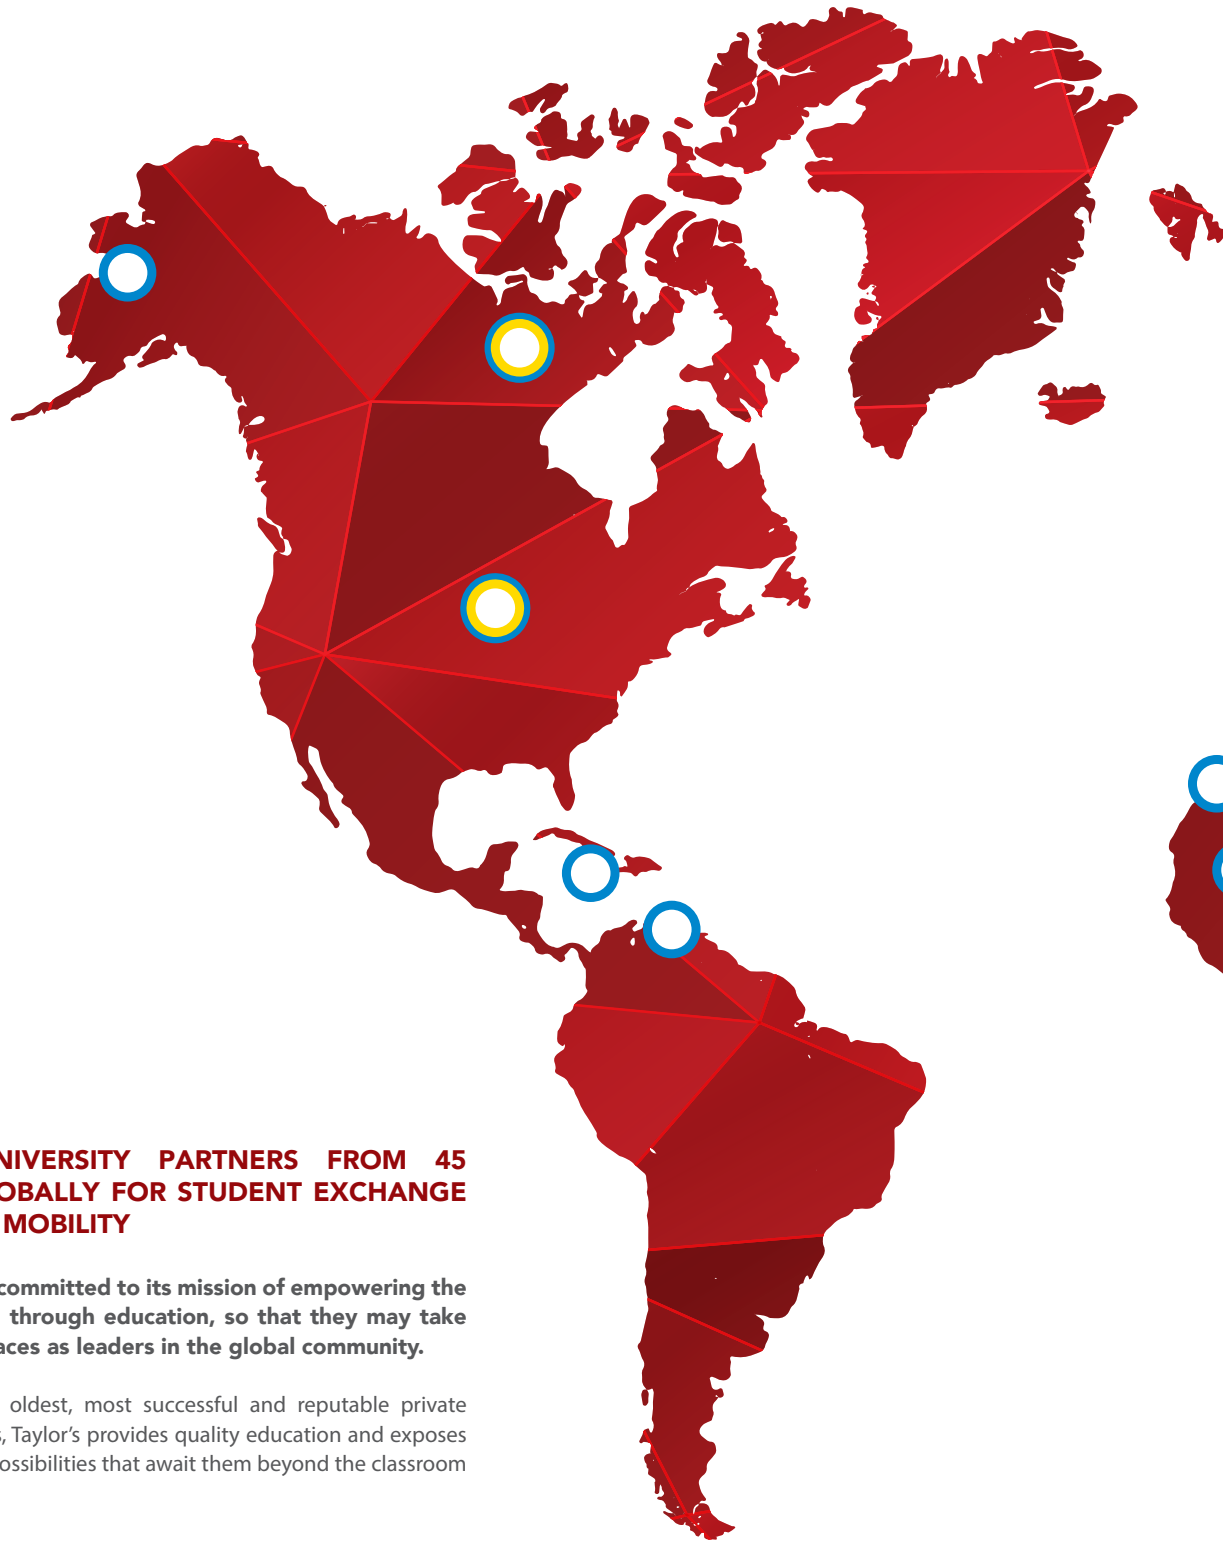 NIVERSITY PARTNERS FROM 45
OBALLY FOR STUDENT EXCHANGE
MOBILITY
committed to its mission of empowering the
through education, so that they may take
aces as leaders in the global community.
oldest, most successful and reputable private
s, Taylor’s provides quality education and exposes
ossibilities that await them beyond the classroom